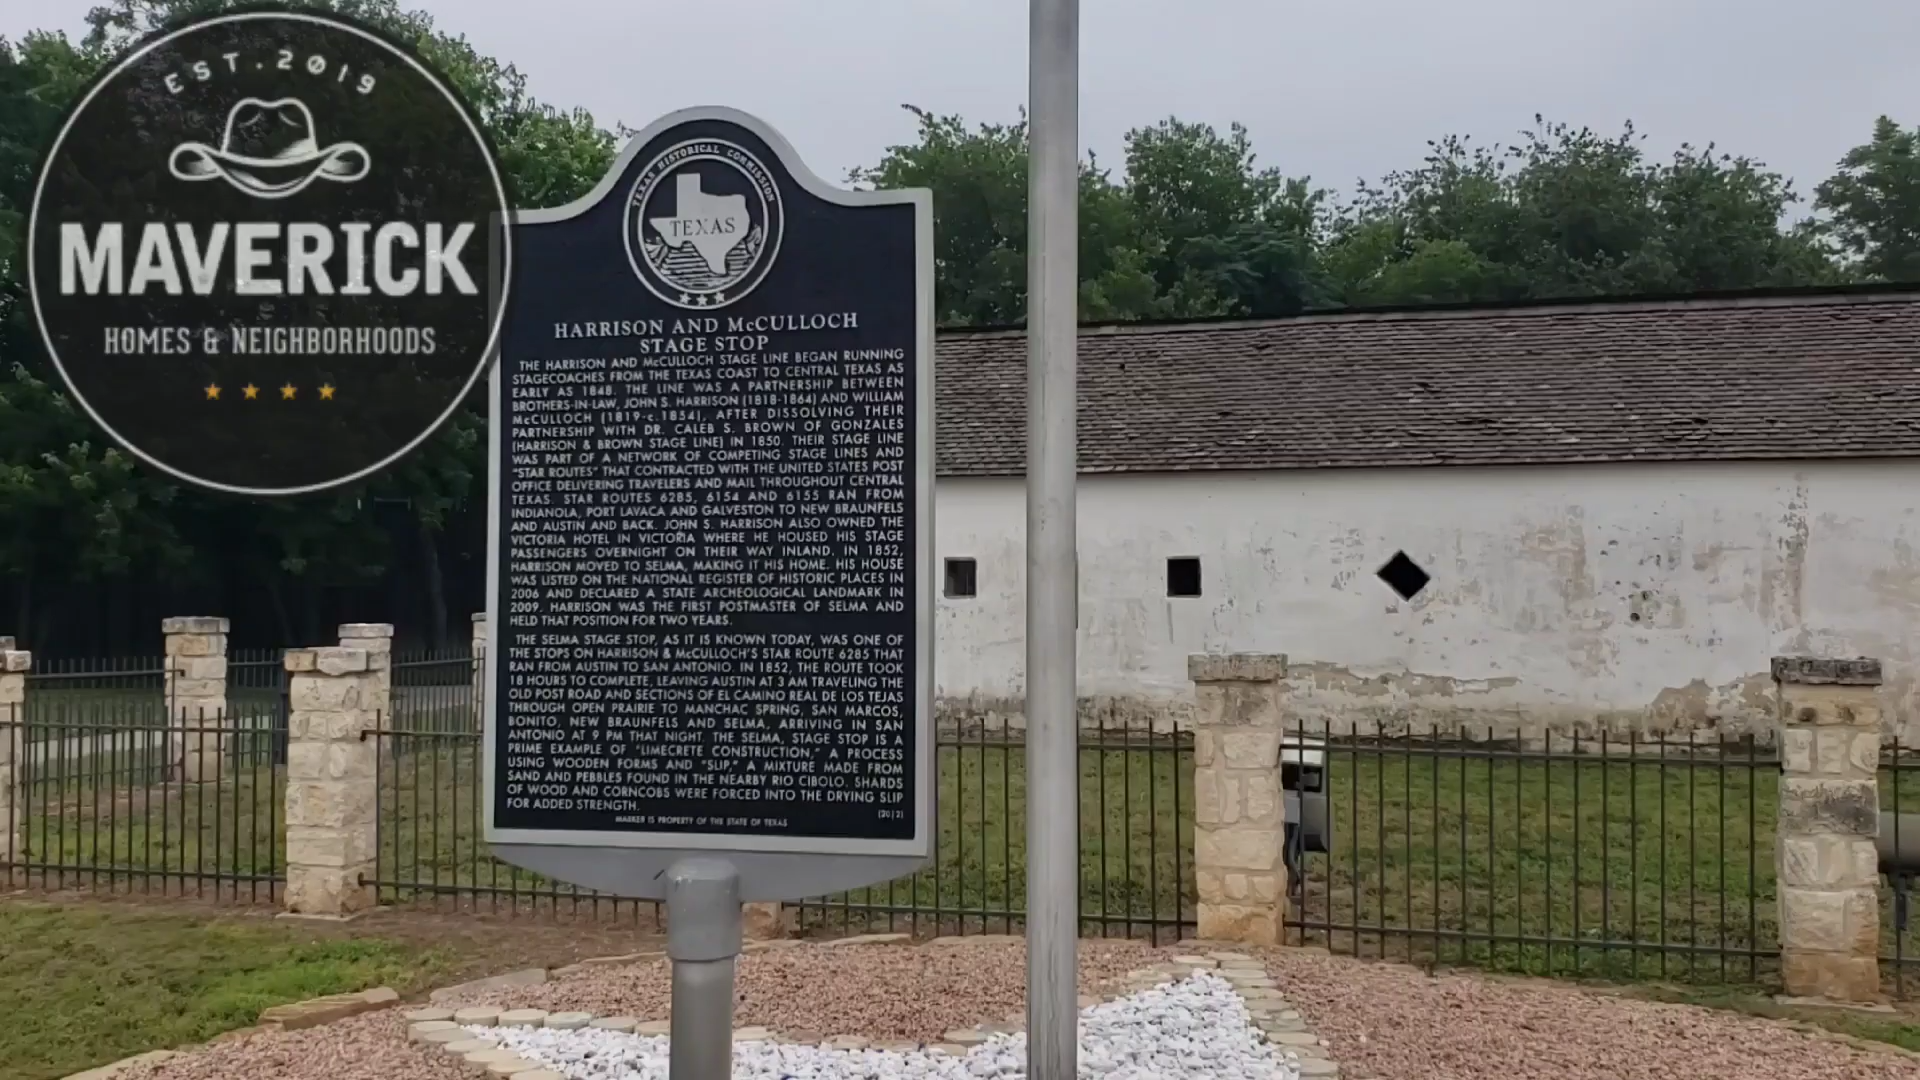 EST. 2019
MAVERICK
HOMES & NEIGHBORHOODS
TEXAS HISTORICAL COMMISSION
TEXAS
HARRISON AND McCULLOCH
STAGE STOP
THE HARRISON AND McCULLOCH STAGE LINE BEGAN RUNNING
STAGECOACHES FROM THE TEXAS COAST TO CENTRAL TEXAS AS
EARLY AS 1848. THE LINE WAS A PARTNERSHIP BETWEEN
BROTHERS-IN-LAW, JOHN S. HARRISON (1818-1864) AND WILLIAM
McCULLOCH (1819-c.1854), AFTER DISSOLVING THEIR
PARTNERSHIP WITH DR. CALEB S. BROWN OF GONZALES
(HARRISON & BROWN STAGE LINE) IN 1850. THEIR STAGE LINE
WAS PART OF A NETWORK OF COMPETING STAGE LINES AND
"STAR ROUTES" THAT CONTRACTED WITH THE UNITED STATES POST
OFFICE DELIVERING TRAVELERS AND MAIL THROUGHOUT CENTRAL
TEXAS. STAR ROUTES 6285, 6154 AND 6155 RAN FROM
INDIANOLA, PORT LAVACA AND GALVESTON TO NEW BRAUNFELS
AND AUSTIN AND BACK. JOHN S. HARRISON ALSO OWNED THE
VICTORIA HOTEL IN VICTORIA WHERE HE HOUSED HIS STAGE
PASSENGERS OVERNIGHT ON THEIR WAY INLAND. IN 1852,
HARRISON MOVED TO SELMA, MAKING IT HIS HOME. HIS HOUSE
WAS LISTED ON THE NATIONAL REGISTER OF HISTORIC PLACES IN
2006 AND DECLARED A STATE ARCHEOLOGICAL LANDMARK IN
2009. HARRISON WAS THE FIRST POSTMASTER OF SELMA AND
HELD THAT POSITION FOR TWO YEARS.
THE SELMA STAGE STOP, AS IT IS KNOWN TODAY, WAS ONE OF
THE STOPS ON HARRISON & McCULLOCH'S STAR ROUTE 6285 THAT
RAN FROM AUSTIN TO SAN ANTONIO. IN 1852, THE ROUTE TOOK
18 HOURS TO COMPLETE, LEAVING AUSTIN AT 3 AM TRAVELING THE
OLD POST ROAD AND SECTIONS OF EL CAMINO REAL DE LOS TEJAS
THROUGH OPEN PRAIRIE TO MANCHAC SPRING, SAN MARCOS,
BONITO, NEW BRAUNFELS AND SELMA, ARRIVING IN SAN
ANTONIO AT 9 PM THAT NIGHT. THE SELMA, STAGE STOP IS A
PRIME EXAMPLE OF "LIMECRETE CONSTRUCTION," A PROCESS
USING WOODEN FORMS AND "SLIP," A MIXTURE MADE FROM
SAND AND PEBBLES FOUND IN THE NEARBY RIO CIBOLO. SHARDS
OF WOOD AND CORNCOBS WERE FORCED INTO THE DRYING SLIP
FOR ADDED STRENGTH.
(2012)
MARKER IS PROPERTY OF THE STATE OF TEXAS